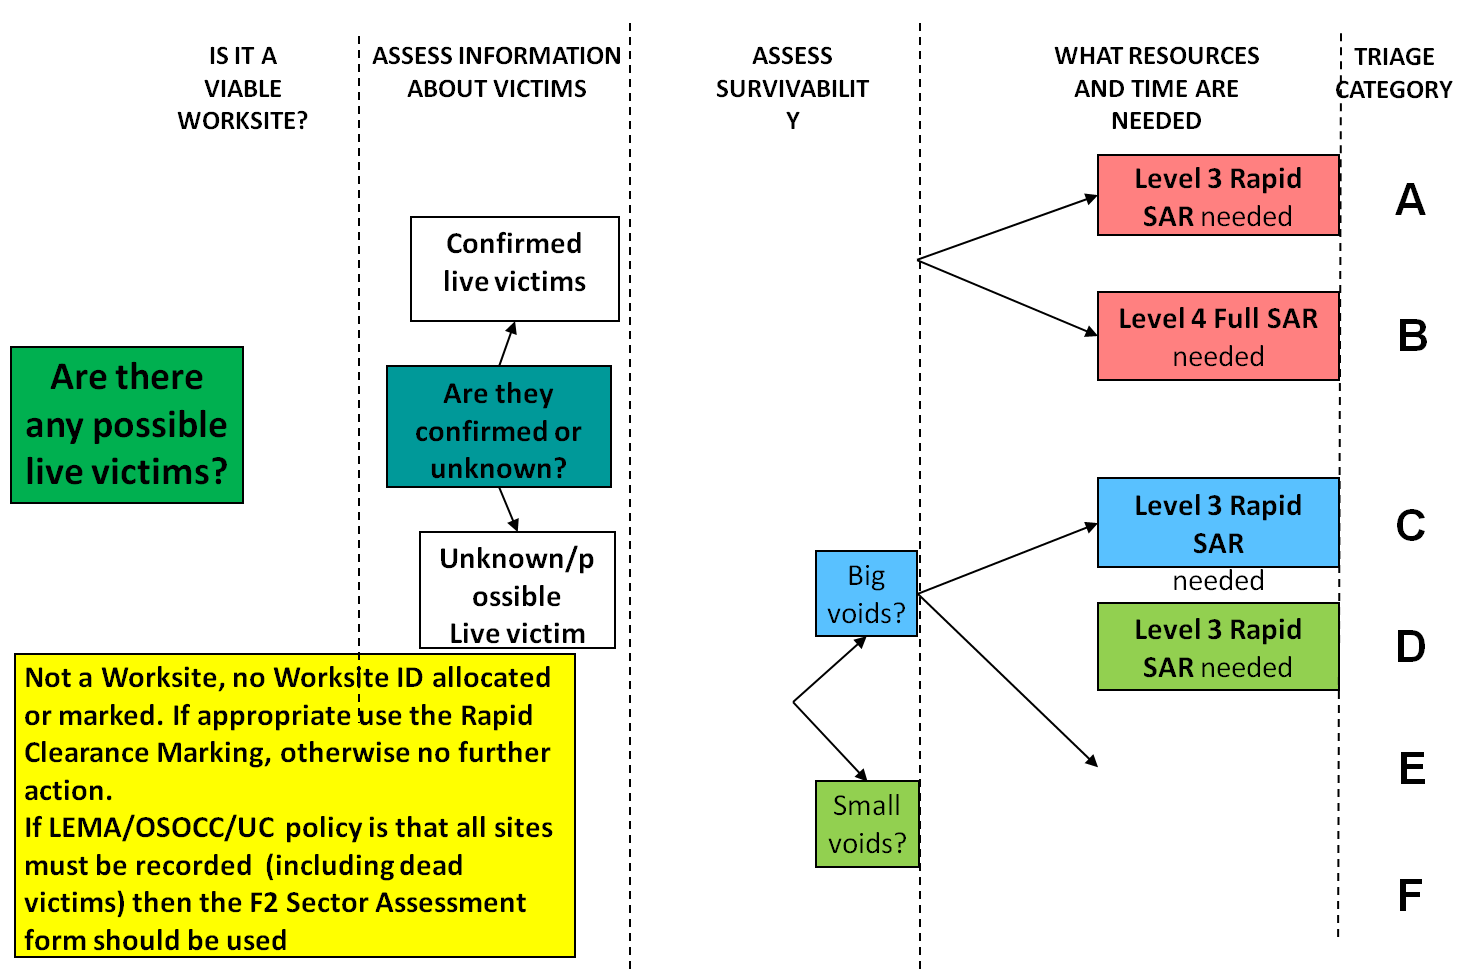 IS IT A
VIABLE
WORKSITE?
ASSESS INFORMATION
ABOUT VICTIMS
ASSESS
SURVIVABILIT
Y
WHAT RESOURCES
AND TIME ARE
NEEDED
TRIAGE
CATEGORY
Are there
any possible
live victims?
Confirmed
live victims
Are they
confirmed or
unknown?
Unknown/p
ossible
Live victim
Not a Worksite, no Worksite ID allocated
or marked. If appropriate use the Rapid
Clearance Marking, otherwise no further
action.
If LEMA/OSOCC/UC policy is that all sites
must be recorded (including dead
victims) then the F2 Sector Assessment
form should be used
Big
voids?
Small
voids?
Level 3 Rapid
SAR needed
A
Level 4 Full SAR
needed
B
Level 3 Rapid
SAR
needed
C
Level 3 Rapid
SAR needed
D
E
F